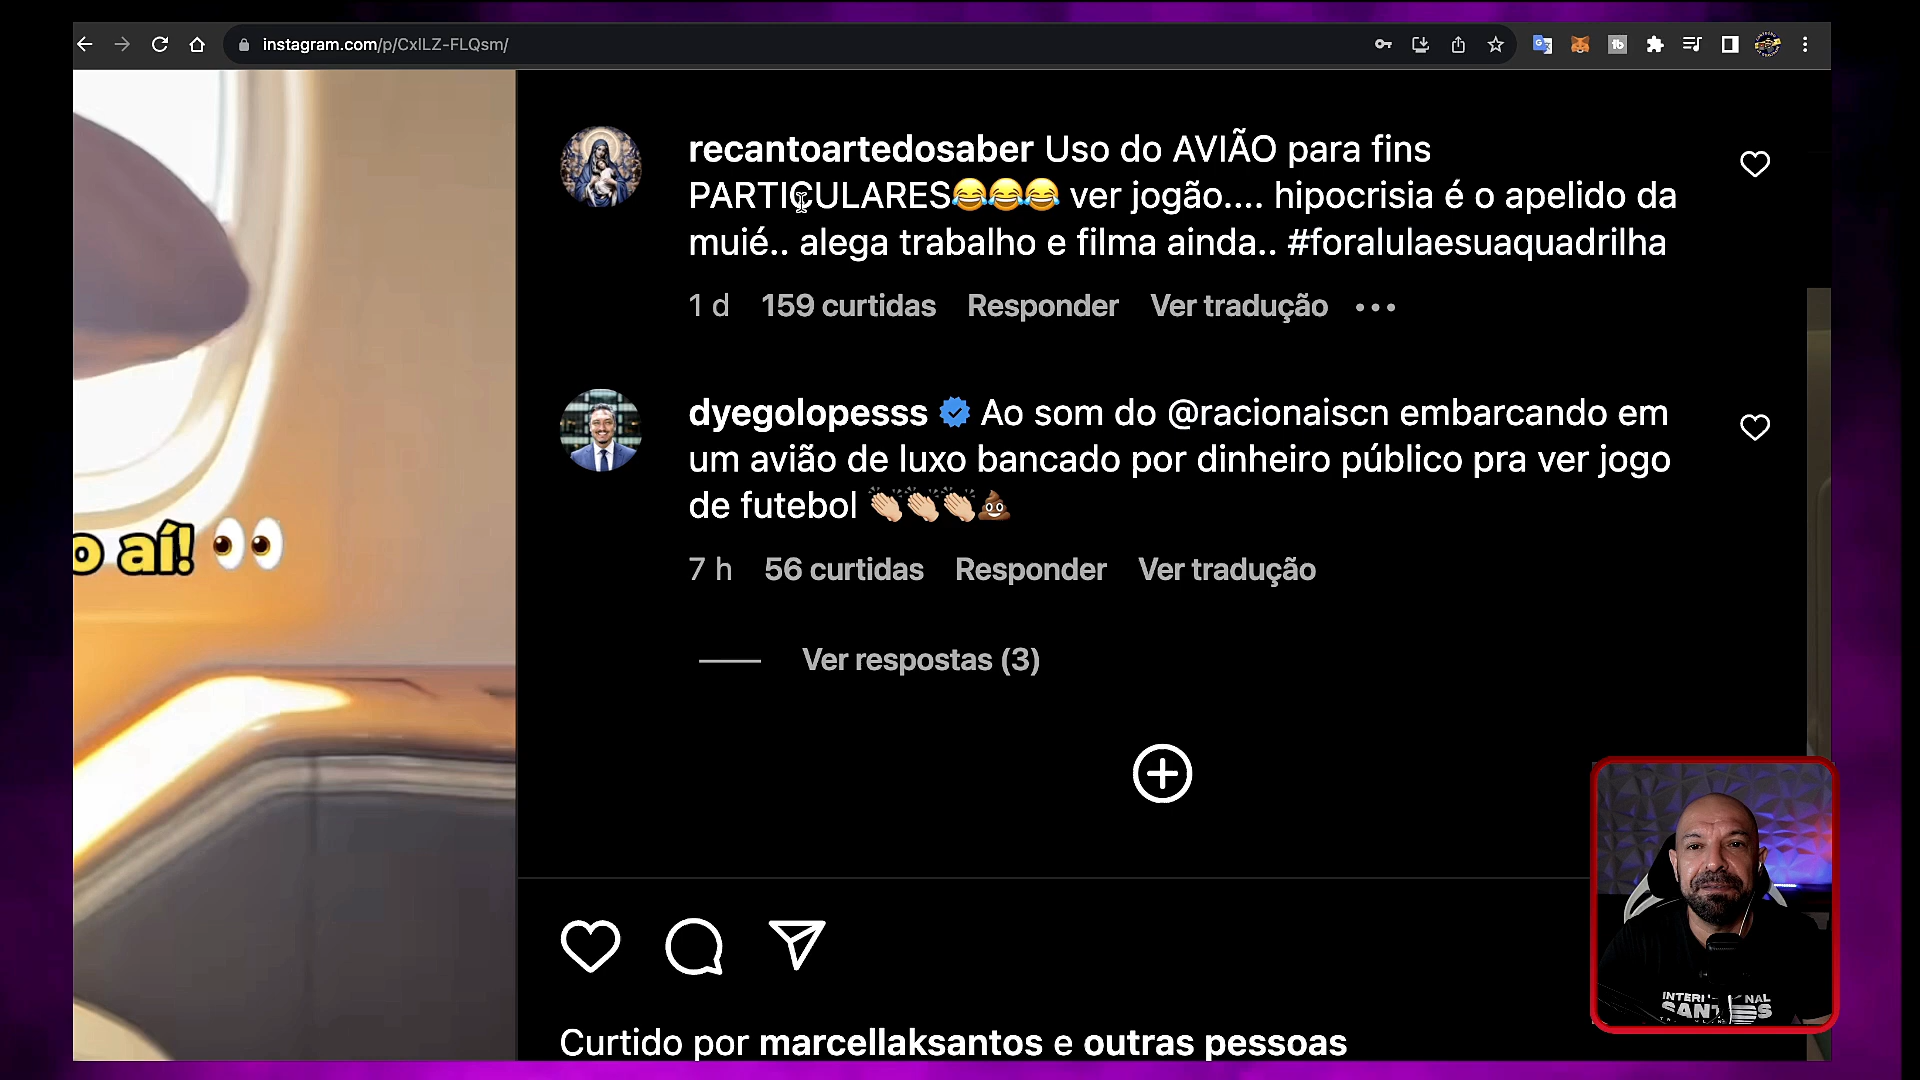 instagram.com/p/CxlLZ-FLQsm/
recantoartedosaber Uso do AVIÃO para fins
PARTICULARES😂😂😂 ver jogão.... hipocrisia é o apelido da
muié.. alega trabalho e filma ainda.. #foralulaesuaquadrilha
1 d 159 curtidas Responder Ver tradução
dyegolopesss Ao som do @racionaiscn embarcando em
um avião de luxo bancado por dinheiro público pra ver jogo
de futebol 👏🏻👏🏻👏🏻💩
7 h 56 curtidas Responder Ver tradução
Ver respostas (3)
o aí! 👀
Curtido por marcellaksantos e outras pessoas